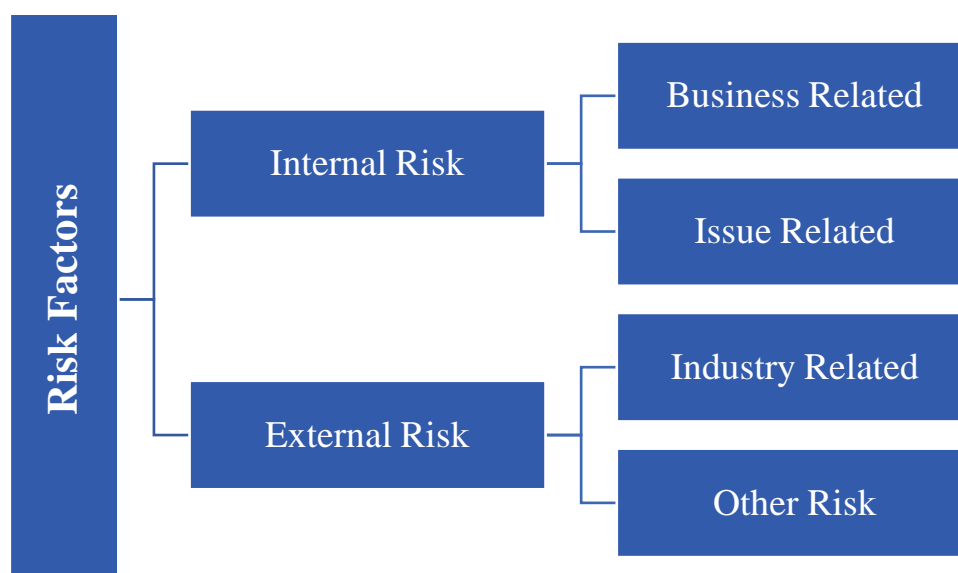 Risk Factors
Internal Risk
Business Related
Issue Related
External Risk
Industry Related
Other Risk